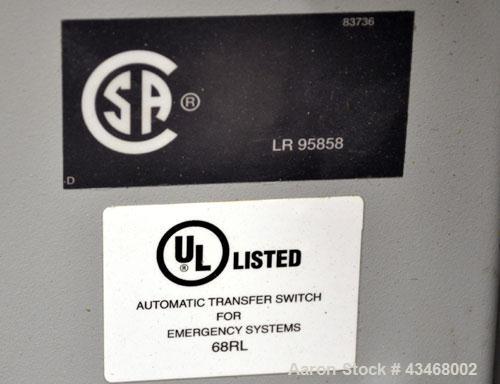 83736
CSA ®
LR 95858
-D
UL ® LISTED
AUTOMATIC TRANSFER SWITCH
FOR
EMERGENCY SYSTEMS
68RL
Aaron Stock # 43468002